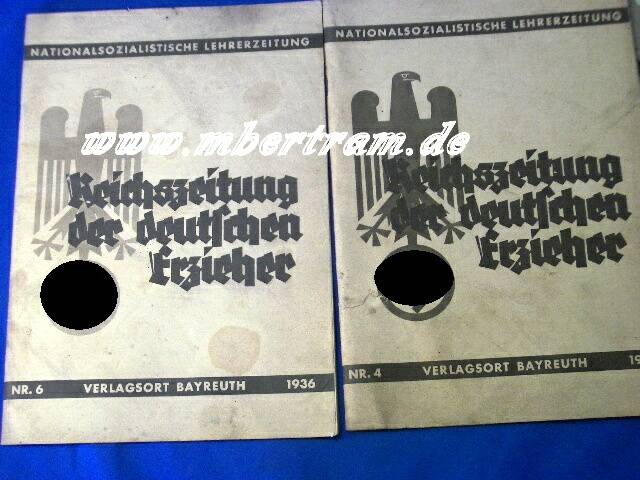 NATIONALSOZIALISTISCHE LEHRERZEITUNG
Reichszeitung
der deutschen
Erzieher
NR. 6 VERLAGSORT BAYREUTH 1936
NATIONALSOZIALISTISCHE LEHRERZEITUNG
Reichszeitung
der deutschen
Erzieher
NR. 4 VERLAGSORT BAYREUTH 19
www.mbertram.de